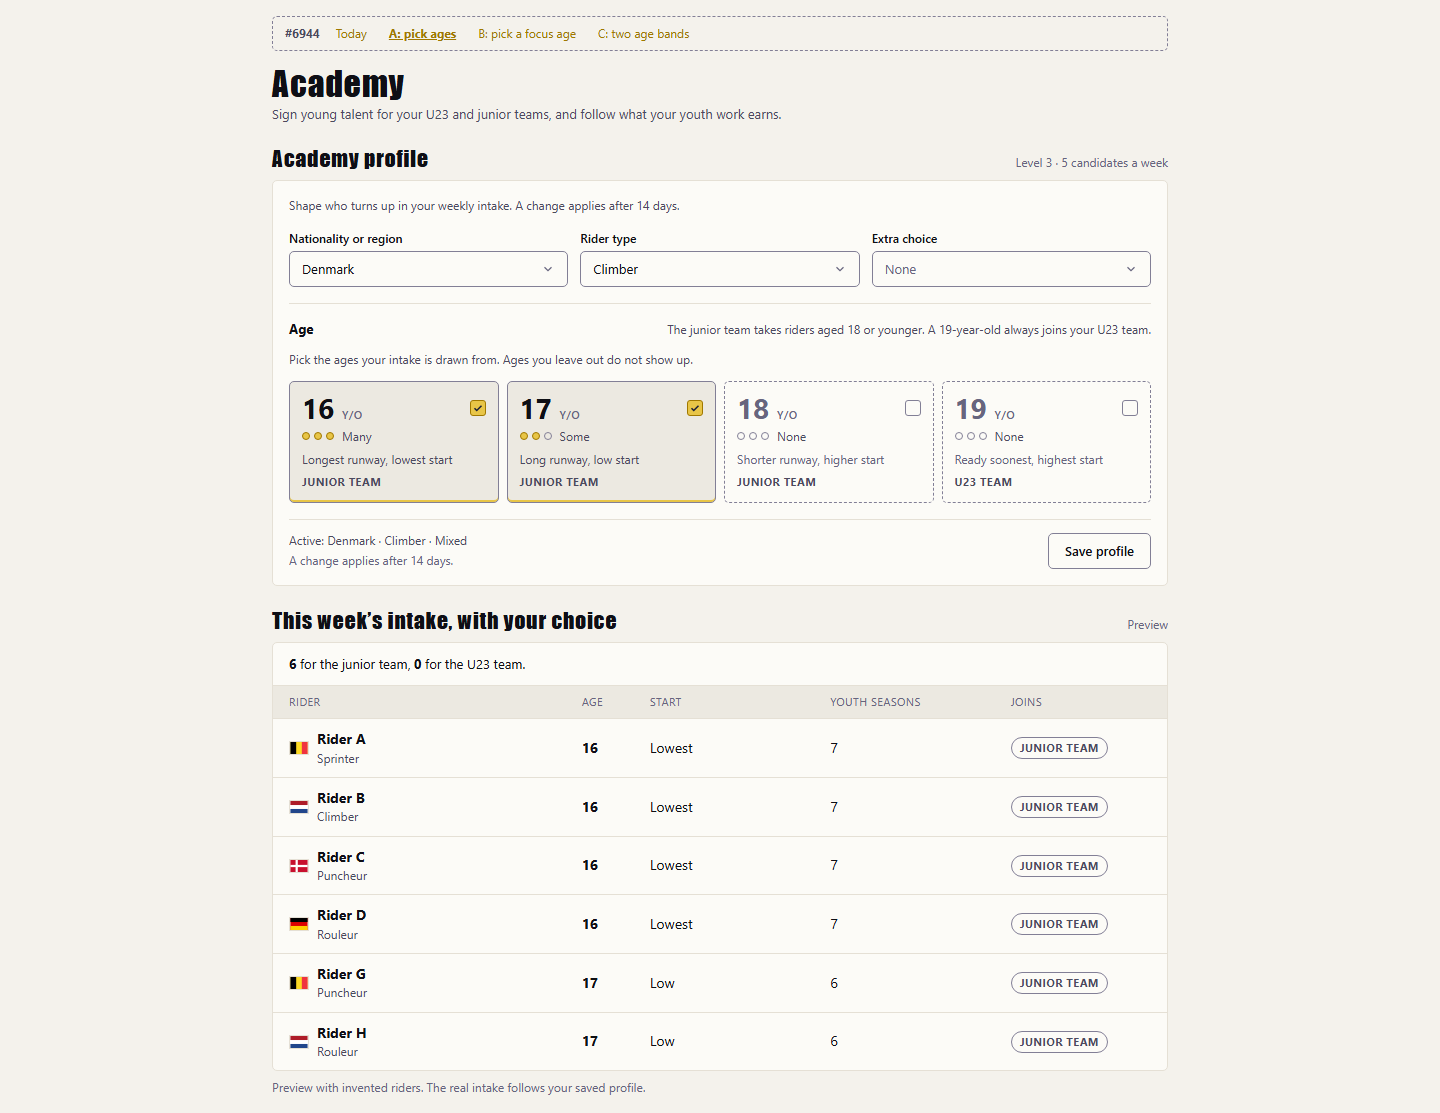 #6944 Today A: pick ages B: pick a focus age C: two age bands
Academy
Sign young talent for your U23 and junior teams, and follow what your youth work earns.
Academy profile
Level 3 · 5 candidates a week
Shape who turns up in your weekly intake. A change applies after 14 days.
Nationality or region Rider type Extra choice
Denmark Climber None
Age
The junior team takes riders aged 18 or younger. A 19-year-old always joins your U23 team.
Pick the ages your intake is drawn from. Ages you leave out do not show up.
16 Y/O
Many
Longest runway, lowest start
JUNIOR TEAM
17 Y/O
Some
Long runway, low start
JUNIOR TEAM
18 Y/O
None
Shorter runway, higher start
JUNIOR TEAM
19 Y/O
None
Ready soonest, highest start
U23 TEAM
Active: Denmark · Climber · Mixed
A change applies after 14 days.
Save profile
This week's intake, with your choice
Preview
6 for the junior team, 0 for the U23 team.
RIDER AGE START YOUTH SEASONS JOINS
Rider A
Sprinter
16 Lowest 7 JUNIOR TEAM
Rider B
Climber
16 Lowest 7 JUNIOR TEAM
Rider C
Puncheur
16 Lowest 7 JUNIOR TEAM
Rider D
Rouleur
16 Lowest 7 JUNIOR TEAM
Rider G
Puncheur
17 Low 6 JUNIOR TEAM
Rider H
Rouleur
17 Low 6 JUNIOR TEAM
Preview with invented riders. The real intake follows your saved profile.